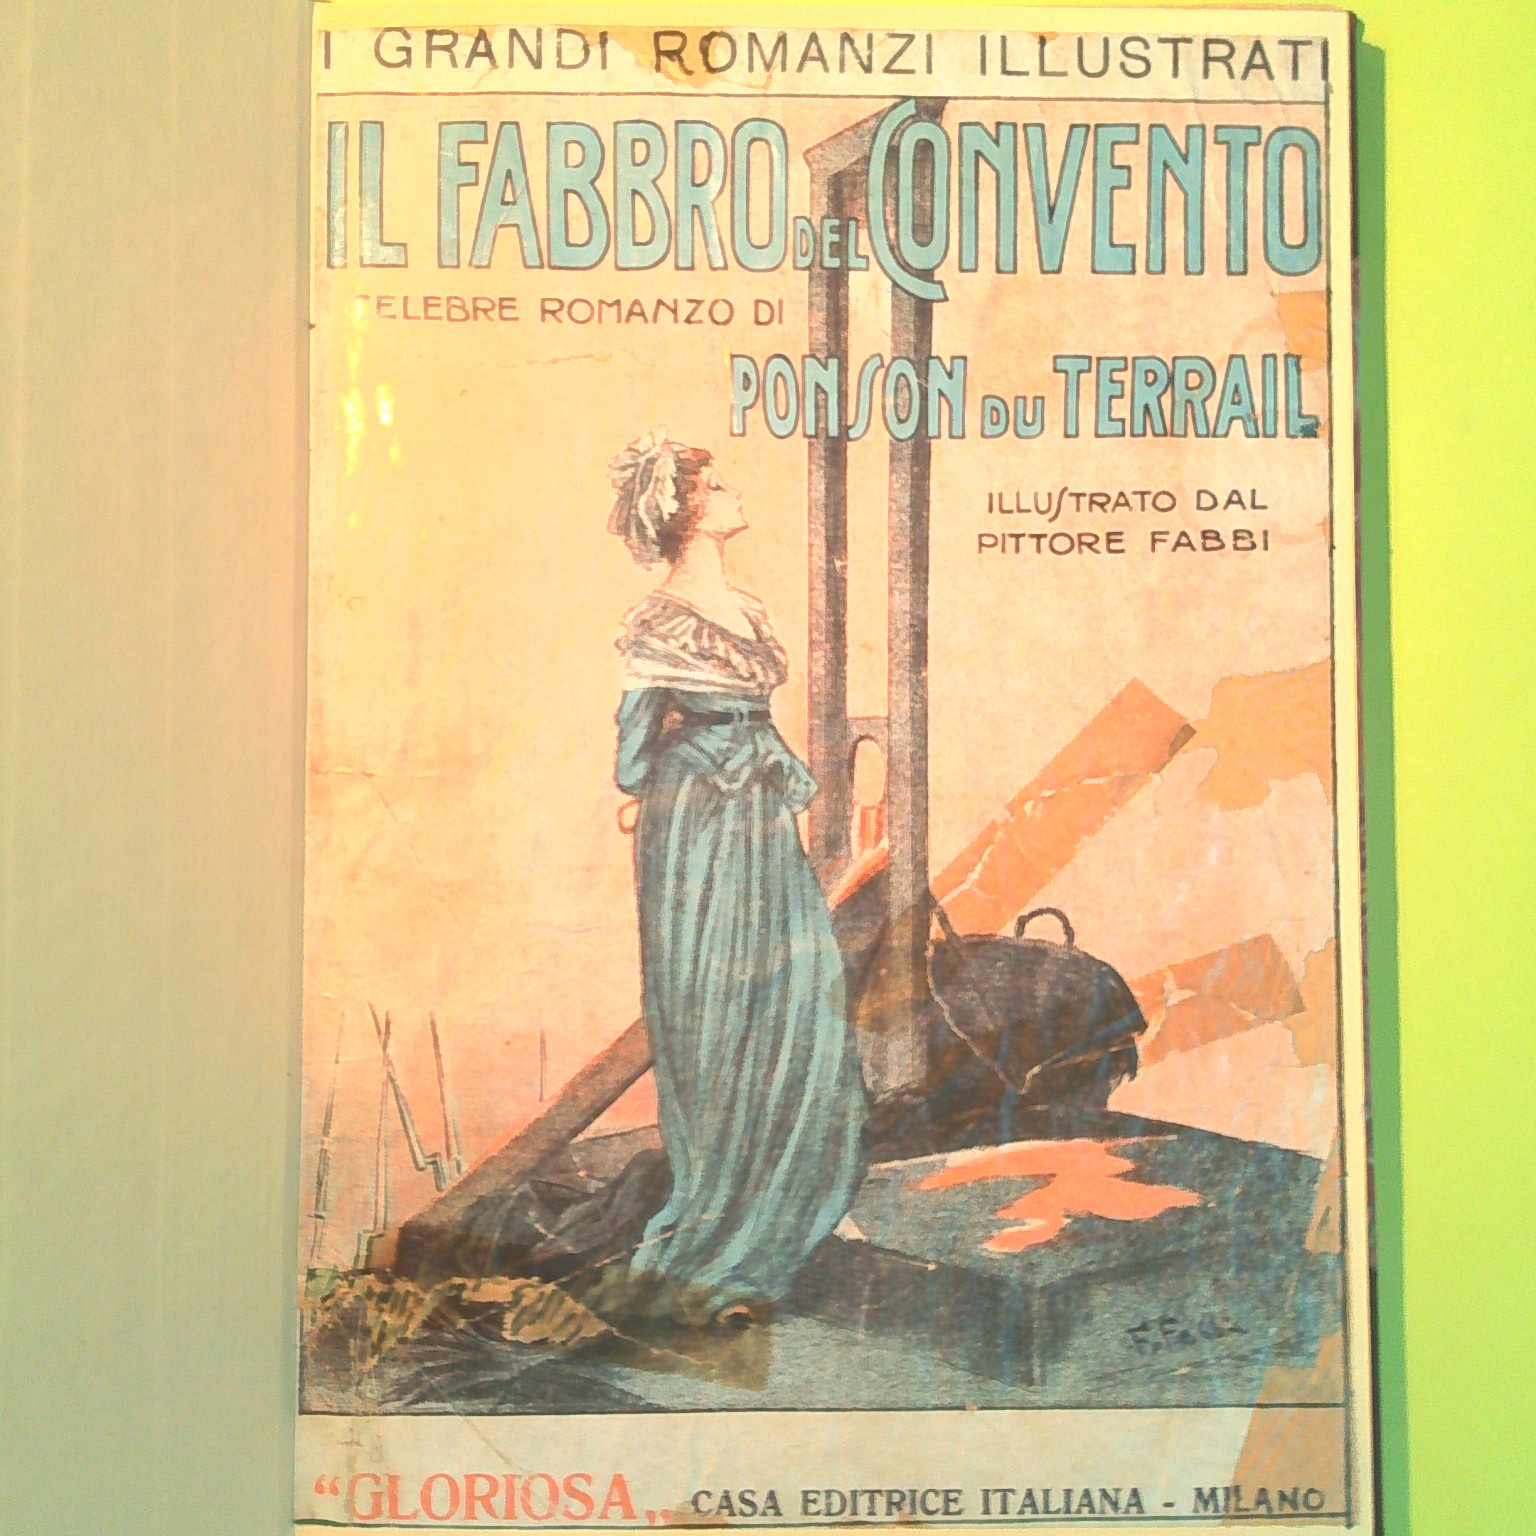 I GRANDI ROMANZI ILLUSTRATI
IL FABBRO DEL CONVENTO
CELEBRE ROMANZO DI
PONSON DU TERRAIL
ILLUSTRATO DAL
PITTORE FABBI
"GLORIOSA„ CASA EDITRICE ITALIANA - MILANO